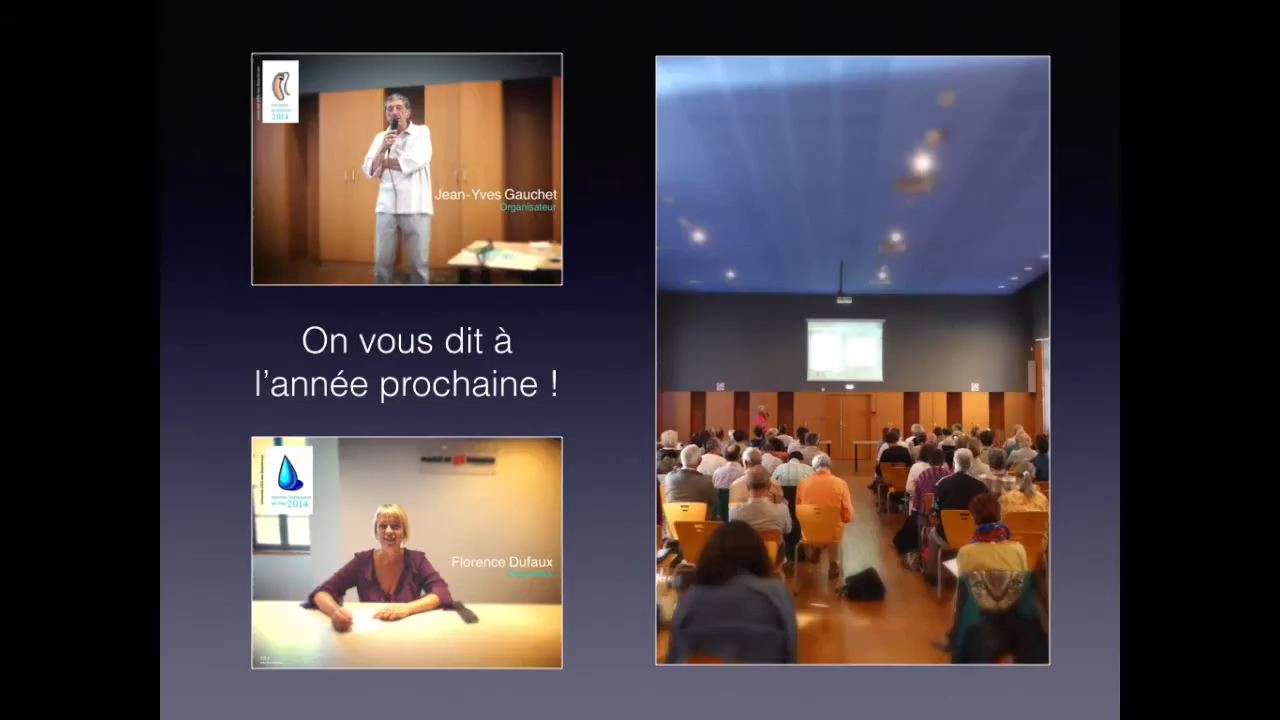 2014
Jean-Yves Gauchet
Organisateur
On vous dit à
l’année prochaine !
2014
Florence Dufaux